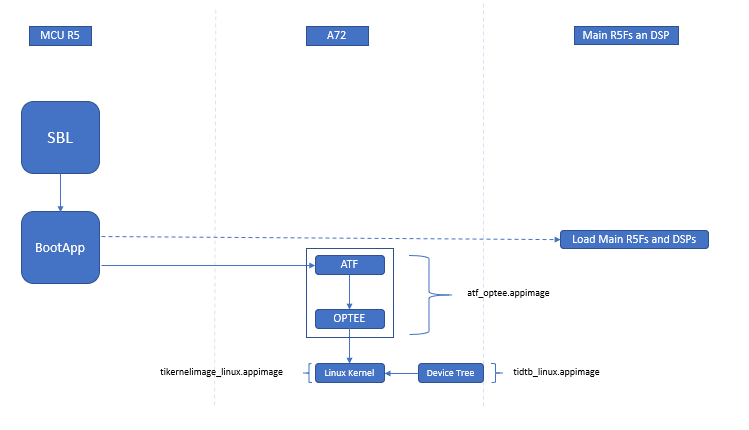 MCU R5
A72
Main R5Fs an DSP
SBL
BootApp
Load Main R5Fs and DSPs
ATF
atf_optee.appimage
OPTEE
tikernelimage_linux.appimage
Linux Kernel
Device Tree
tidtb_linux.appimage